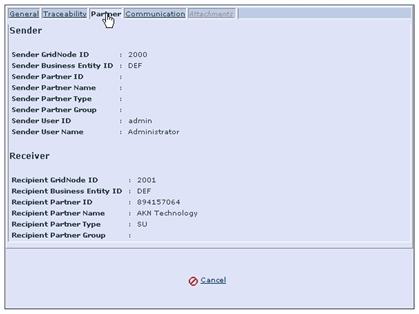 General Traceability Partner Communication Attachments
Sender
Sender GridNode ID : 2000
Sender Business Entity ID : DEF
Sender Partner ID :
Sender Partner Name :
Sender Partner Type :
Sender Partner Group :
Sender User ID : admin
Sender User Name : Administrator
Receiver
Recipient GridNode ID : 2001
Recipient Business Entity ID : DEF
Recipient Partner ID : 894157064
Recipient Partner Name : AKN Technology
Recipient Partner Type : SU
Recipient Partner Group :
Cancel